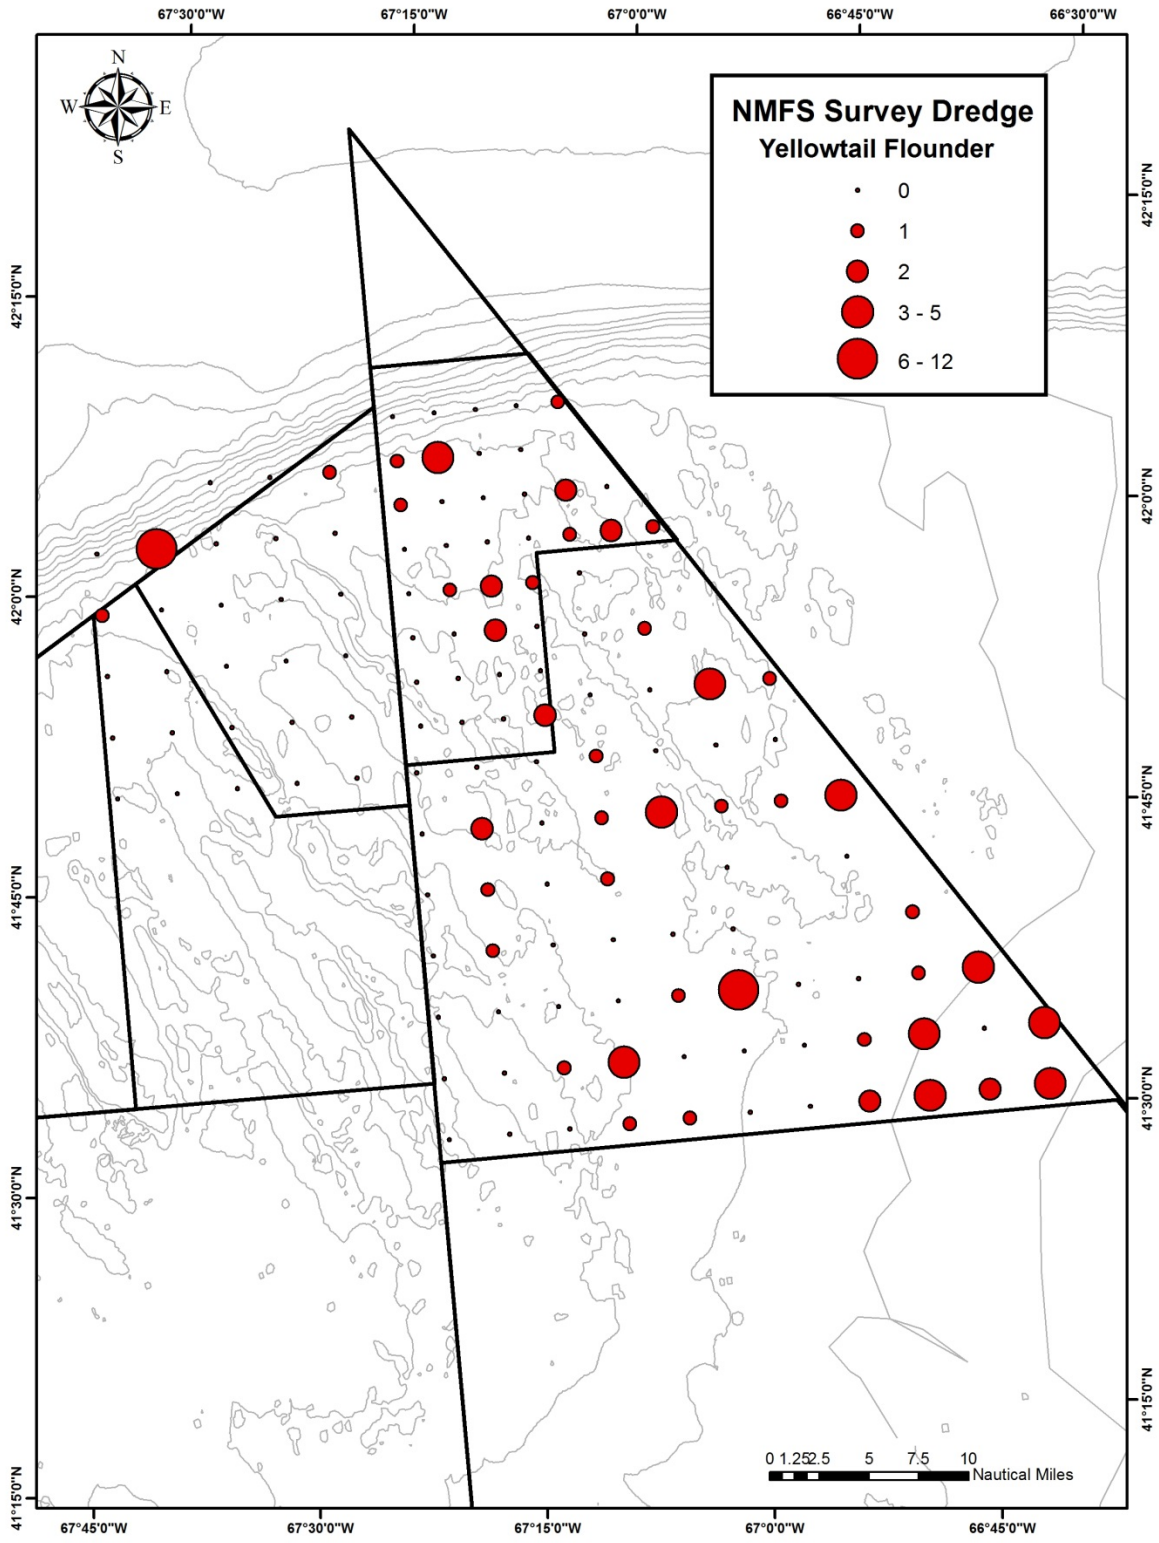 67°30'0"W 67°15'0"W 67°0'0"W 66°45'0"W 66°30'0"W
N
W E
S
NMFS Survey Dredge
Yellowtail Flounder
0
1
2
3 - 5
6 - 12
42°15'0"N
42°0'0"N
41°45'0"N
41°30'0"N
41°15'0"N
42°15'0"N
42°0'0"N
41°45'0"N
41°30'0"N
41°15'0"N
0 1.252.5 5 7.5 10
Nautical Miles
67°45'0"W 67°30'0"W 67°15'0"W 67°0'0"W 66°45'0"W